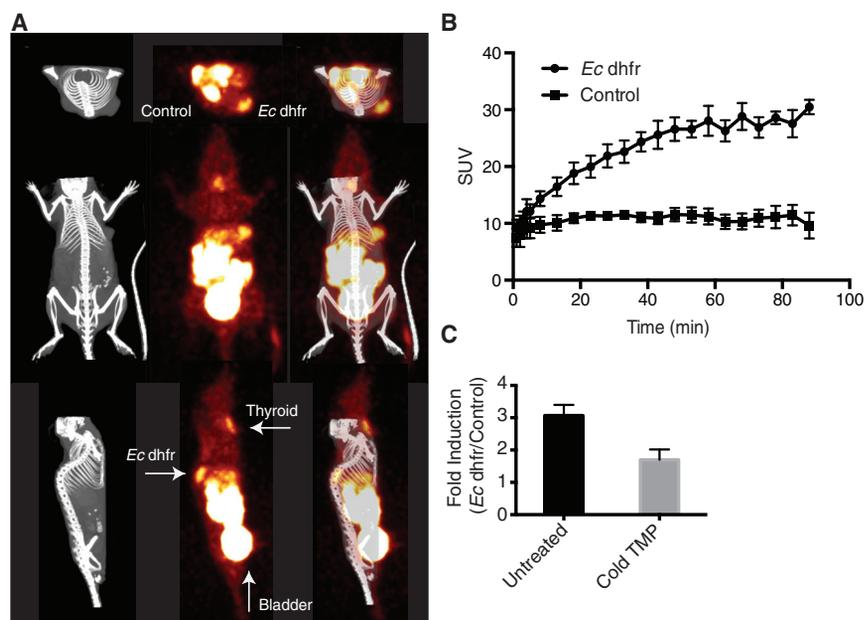 A
Control
Ec dhfr
Thyroid
Ec dhfr
Bladder
B
40
30
20
10
0
SUV
Ec dhfr
Control
0 20 40 60 80 100
Time (min)
C
4
3
2
1
0
Fold Induction
(Ec dhfr/Control)
Untreated
Cold TMP